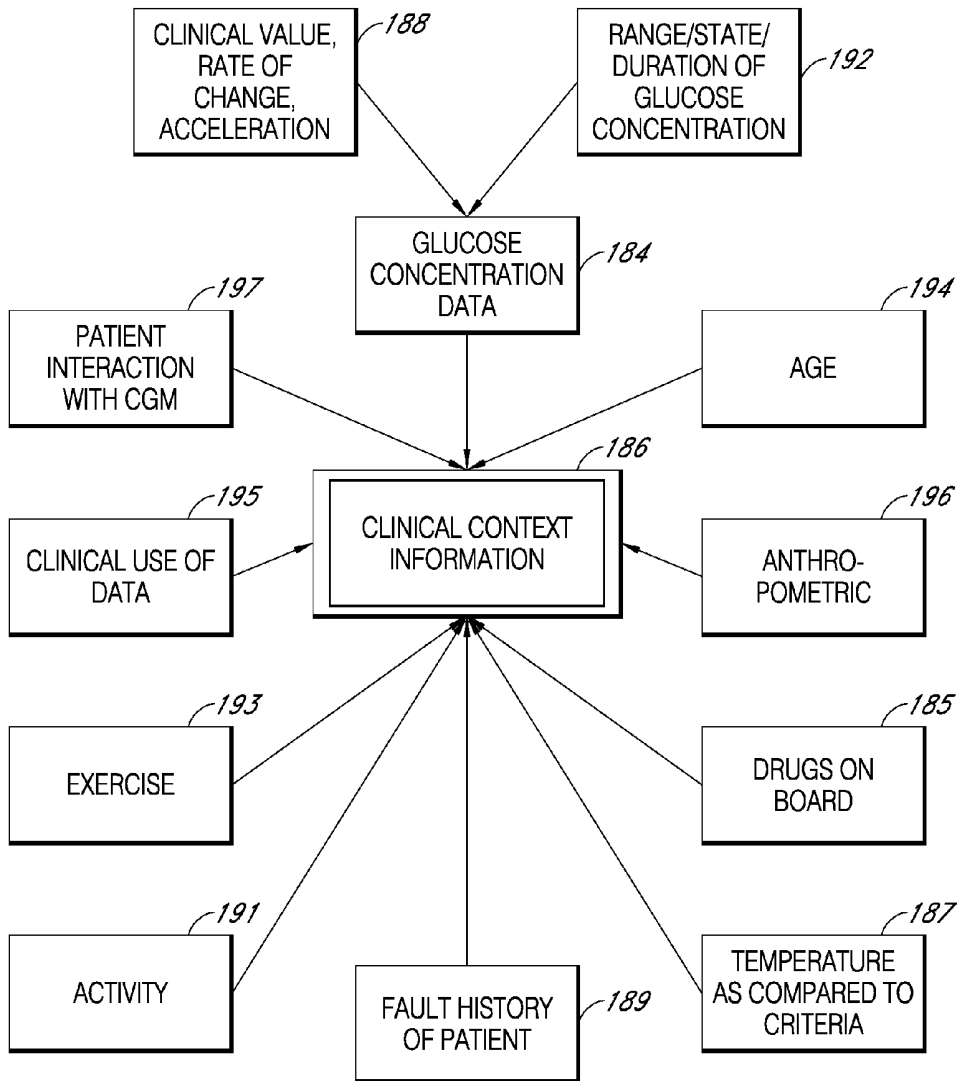 CLINICAL VALUE,
RATE OF
CHANGE,
ACCELERATION
188
RANGE/STATE/
DURATION OF
GLUCOSE
CONCENTRATION
192
GLUCOSE
CONCENTRATION
DATA
184
197
PATIENT
INTERACTION
WITH CGM
194
AGE
186
CLINICAL CONTEXT
INFORMATION
195
CLINICAL USE OF
DATA
196
ANTHRO-
POMETRIC
193
EXERCISE
185
DRUGS ON
BOARD
191
ACTIVITY
FAULT HISTORY
OF PATIENT
189
187
TEMPERATURE
AS COMPARED TO
CRITERIA